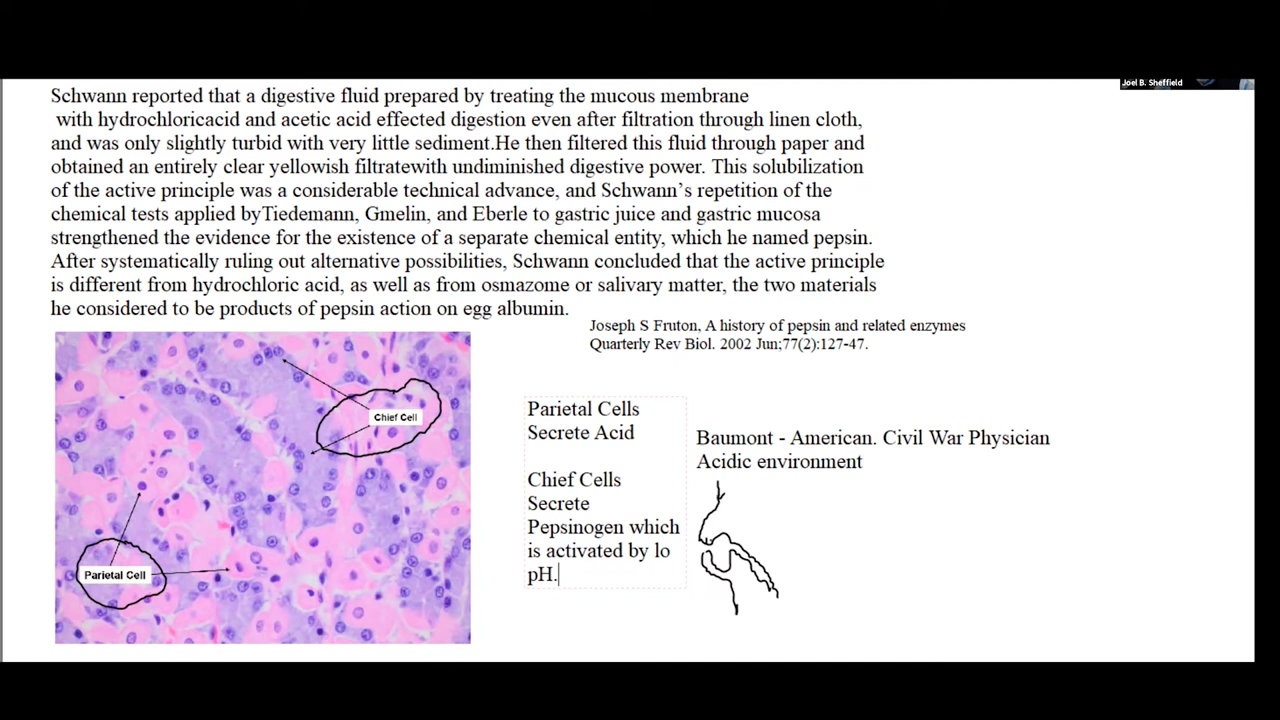 Joel B. Sheffield
Schwann reported that a digestive fluid prepared by treating the mucous membrane
with hydrochloricacid and acetic acid effected digestion even after filtration through linen cloth,
and was only slightly turbid with very little sediment.He then filtered this fluid through paper and
obtained an entirely clear yellowish filtratewith undiminished digestive power. This solubilization
of the active principle was a considerable technical advance, and Schwann’s repetition of the
chemical tests applied byTiedemann, Gmelin, and Eberle to gastric juice and gastric mucosa
strengthened the evidence for the existence of a separate chemical entity, which he named pepsin.
After systematically ruling out alternative possibilities, Schwann concluded that the active principle
is different from hydrochloric acid, as well as from osmazome or salivary matter, the two materials
he considered to be products of pepsin action on egg albumin.
Joseph S Fruton, A history of pepsin and related enzymes
Quarterly Rev Biol. 2002 Jun;77(2):127-47.
Chief Cell
Parietal Cell
Parietal Cells
Secrete Acid
Chief Cells
Secrete
Pepsinogen which
is activated by lo
pH.
Baumont - American. Civil War Physician
Acidic environment